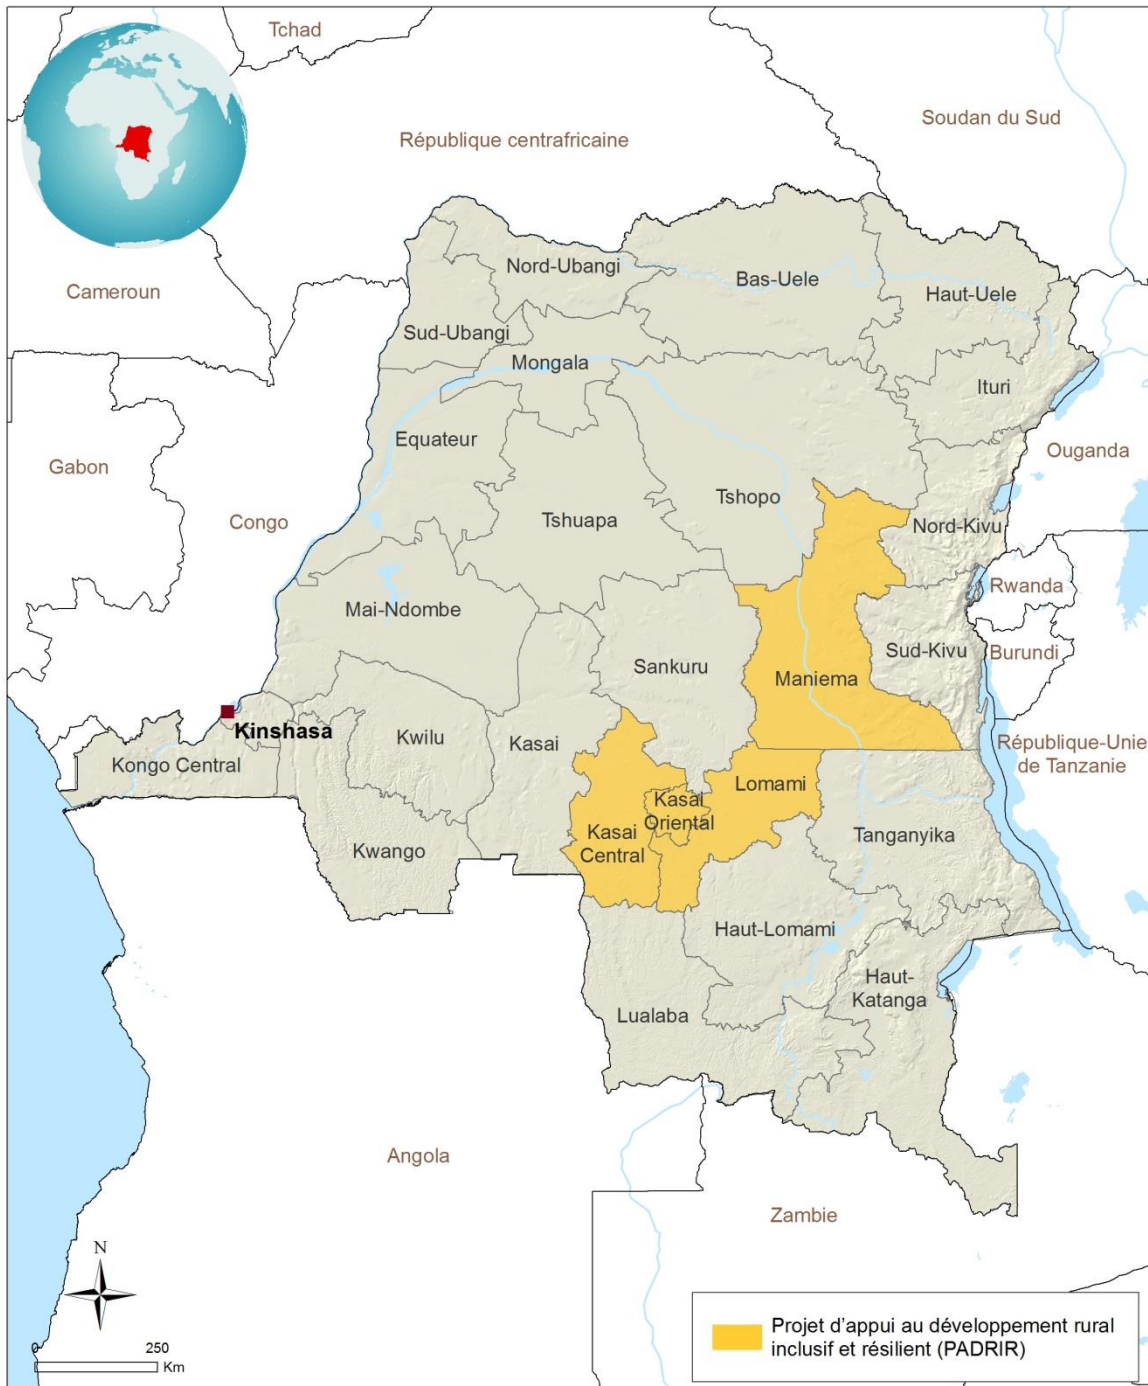 Tchad
Soudan du Sud
République centrafricaine
Cameroun
Nord-Ubangi
Bas-Uele
Haut-Uele
Sud-Ubangi
Mongala
Ituri
Equateur
Ouganda
Gabon
Tshopo
Congo
Tshuapa
Nord-Kivu
Rwanda
Mai-Ndombe
Sankuru
Sud-Kivu
Burundi
Maniema
Kinshasa
Kwilu
Kasai
République-Unie
de Tanzanie
Kongo Central
Lomami
Kasai
Oriental
Kasai
Central
Tanganyika
Kwango
Haut-Lomami
Haut-
Katanga
Lualaba
Angola
Zambie
N
0 250
Km
Projet d'appui au développement rural
inclusif et résilient (PADRIR)